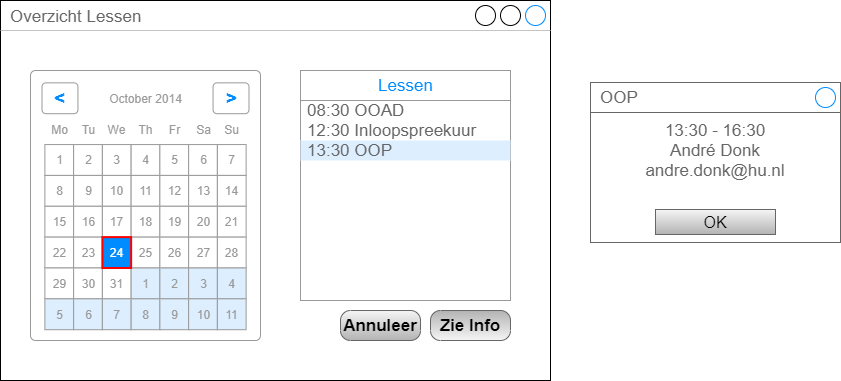 Overzicht Lessen
< October 2014 >
Mo Tu We Th Fr Sa Su
1 2 3 4 5 6 7
8 9 10 11 12 13 14
15 16 17 18 19 20 21
22 23 24 25 26 27 28
29 30 31 1 2 3 4
5 6 7 8 9 10 11
Lessen
08:30 OOAD
12:30 Inloopspreekuur
13:30 OOP
Annuleer
Zie Info
OOP
13:30 - 16:30
André Donk
andre.donk@hu.nl
OK